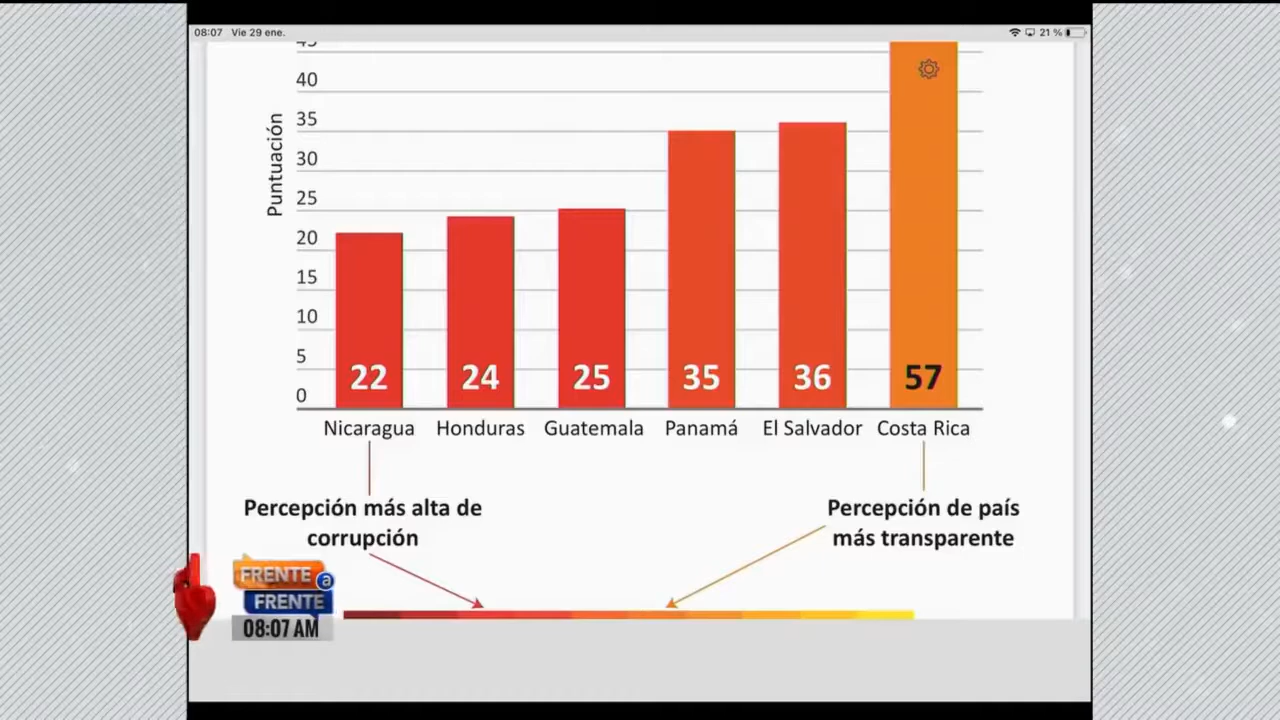 08:07 Vie 29 ene.
21 %
45
40
35
30
25
20
15
10
5
0
Puntuación
22 24 25 35 36 57
Nicaragua Honduras Guatemala Panamá El Salvador Costa Rica
Percepción más alta de
corrupción
Percepción de país
más transparente
FRENTE a
FRENTE
08:07 AM